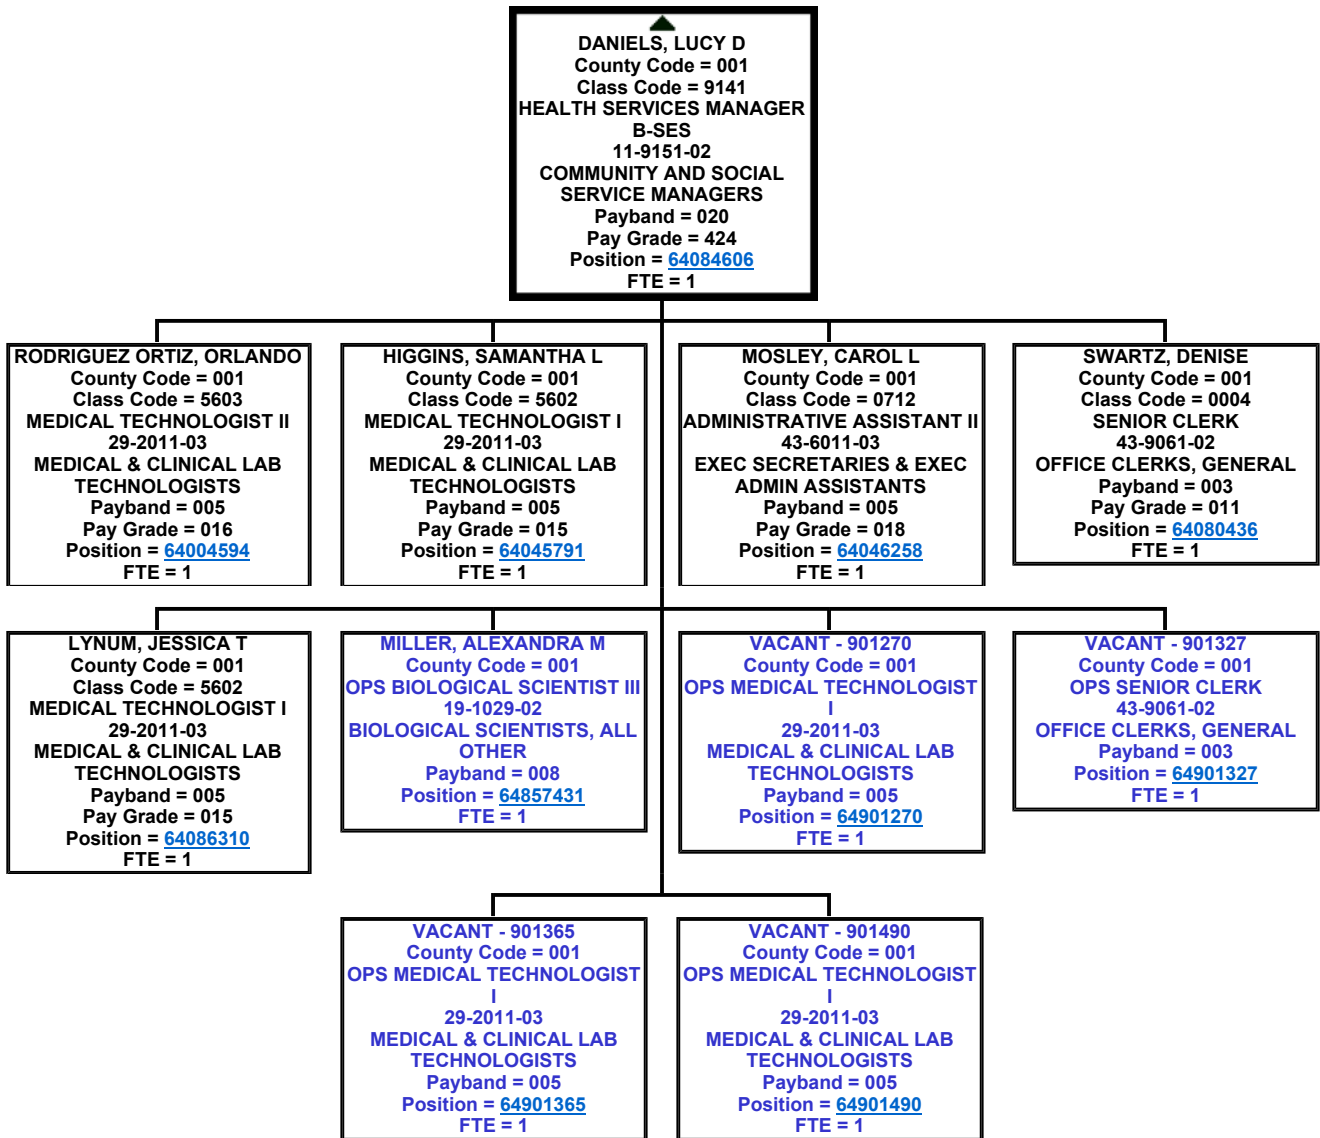 DANIELS, LUCY D
County Code = 001
Class Code = 9141
HEALTH SERVICES MANAGER
B-SES
11-9151-02
COMMUNITY AND SOCIAL
SERVICE MANAGERS
Payband = 020
Pay Grade = 424
Position = 64084606
FTE = 1
RODRIGUEZ ORTIZ, ORLANDO
County Code = 001
Class Code = 5603
MEDICAL TECHNOLOGIST II
29-2011-03
MEDICAL & CLINICAL LAB
TECHNOLOGISTS
Payband = 005
Pay Grade = 016
Position = 64004594
FTE = 1
HIGGINS, SAMANTHA L
County Code = 001
Class Code = 5602
MEDICAL TECHNOLOGIST I
29-2011-03
MEDICAL & CLINICAL LAB
TECHNOLOGISTS
Payband = 005
Pay Grade = 015
Position = 64045791
FTE = 1
MOSLEY, CAROL L
County Code = 001
Class Code = 0712
ADMINISTRATIVE ASSISTANT II
43-6011-03
EXEC SECRETARIES & EXEC
ADMIN ASSISTANTS
Payband = 005
Pay Grade = 018
Position = 64046258
FTE = 1
SWARTZ, DENISE
County Code = 001
Class Code = 0004
SENIOR CLERK
43-9061-02
OFFICE CLERKS, GENERAL
Payband = 003
Pay Grade = 011
Position = 64080436
FTE = 1
LYNUM, JESSICA T
County Code = 001
Class Code = 5602
MEDICAL TECHNOLOGIST I
29-2011-03
MEDICAL & CLINICAL LAB
TECHNOLOGISTS
Payband = 005
Pay Grade = 015
Position = 64086310
FTE = 1
MILLER, ALEXANDRA M
County Code = 001
OPS BIOLOGICAL SCIENTIST III
19-1029-02
BIOLOGICAL SCIENTISTS, ALL
OTHER
Payband = 008
Position = 64857431
FTE = 1
VACANT - 901270
County Code = 001
OPS MEDICAL TECHNOLOGIST
I
29-2011-03
MEDICAL & CLINICAL LAB
TECHNOLOGISTS
Payband = 005
Position = 64901270
FTE = 1
VACANT - 901327
County Code = 001
OPS SENIOR CLERK
43-9061-02
OFFICE CLERKS, GENERAL
Payband = 003
Position = 64901327
FTE = 1
VACANT - 901365
County Code = 001
OPS MEDICAL TECHNOLOGIST
I
29-2011-03
MEDICAL & CLINICAL LAB
TECHNOLOGISTS
Payband = 005
Position = 64901365
FTE = 1
VACANT - 901490
County Code = 001
OPS MEDICAL TECHNOLOGIST
I
29-2011-03
MEDICAL & CLINICAL LAB
TECHNOLOGISTS
Payband = 005
Position = 64901490
FTE = 1